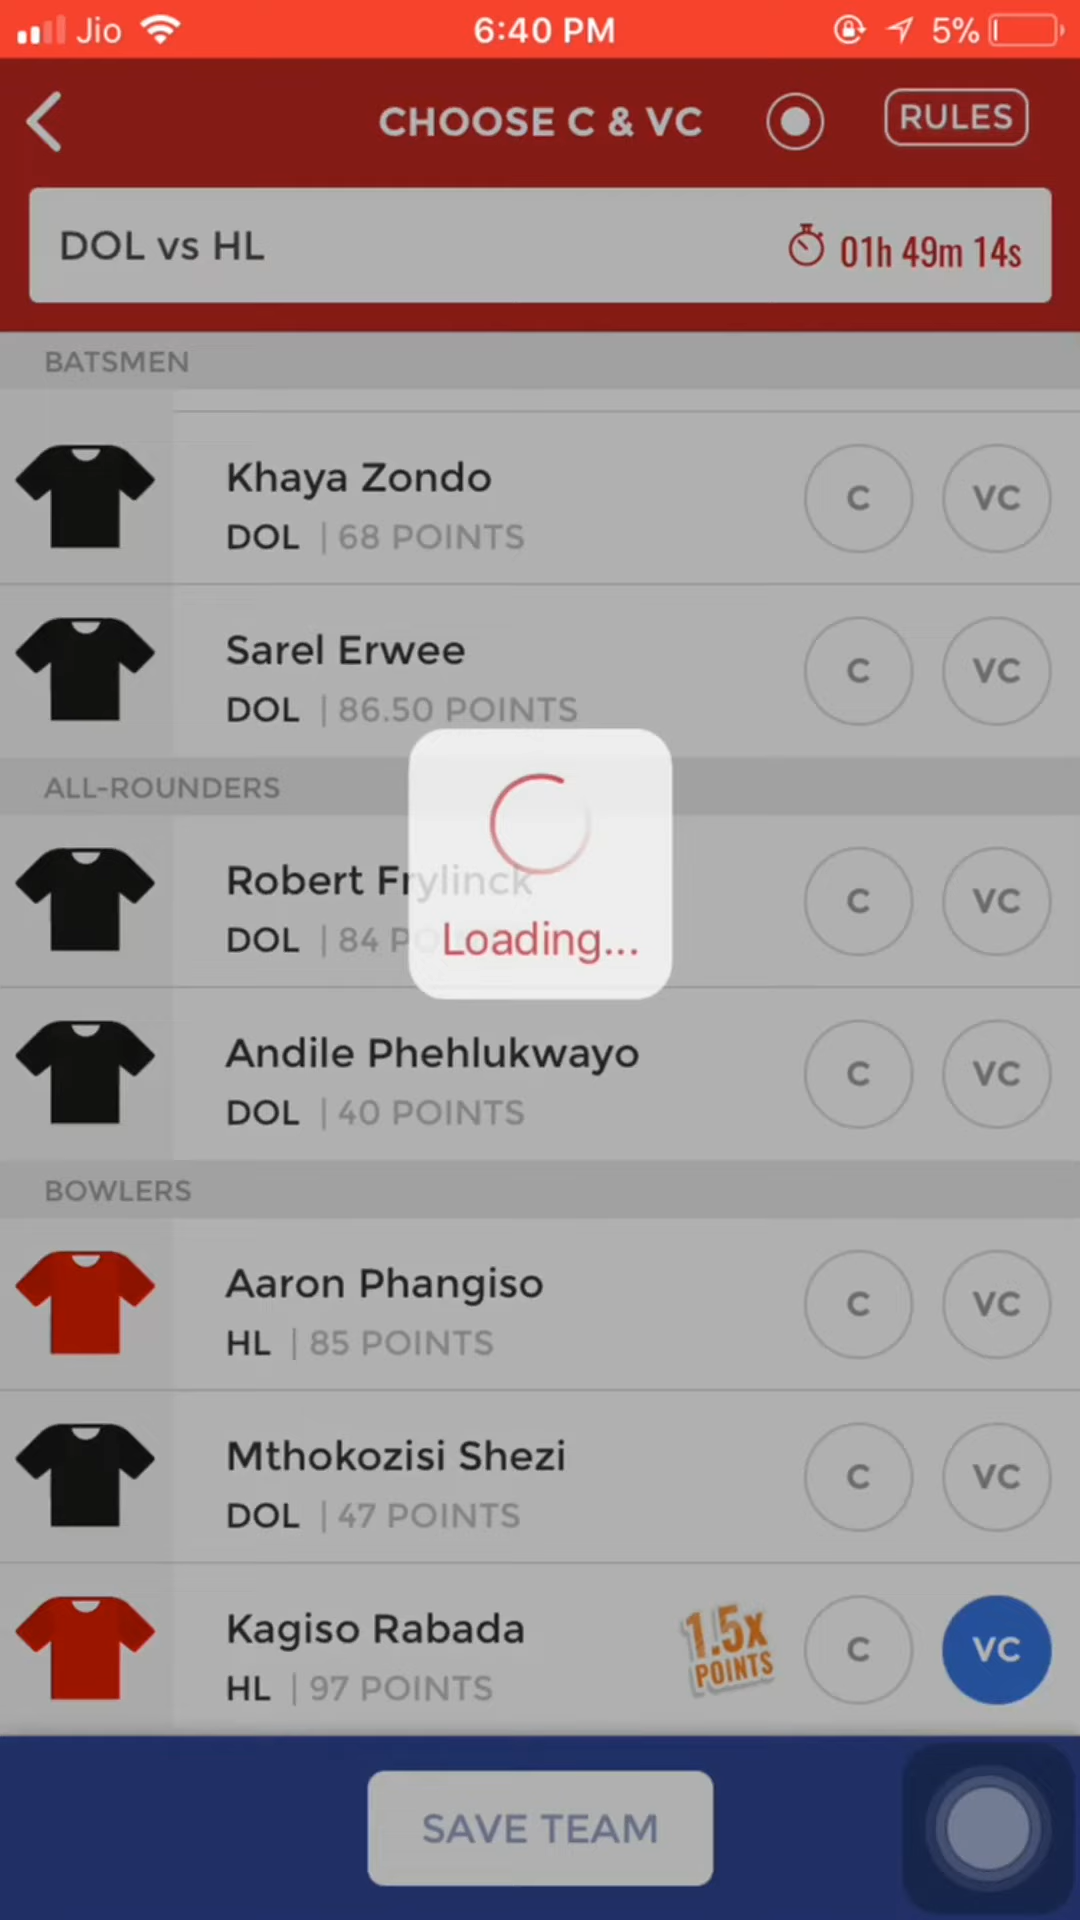 Jio 6:40 PM 5%
CHOOSE C & VC RULES
DOL vs HL 01h 49m 14s
BATSMEN
Khaya Zondo C VC
DOL | 68 POINTS
Sarel Erwee C VC
DOL | 86.50 POINTS
ALL-ROUNDERS
Robert Frylinck C VC
DOL | 84 POINTS
Loading...
Andile Phehlukwayo C VC
DOL | 40 POINTS
BOWLERS
Aaron Phangiso C VC
HL | 85 POINTS
Mthokozisi Shezi C VC
DOL | 47 POINTS
Kagiso Rabada 1.5x POINTS C VC
HL | 97 POINTS
SAVE TEAM